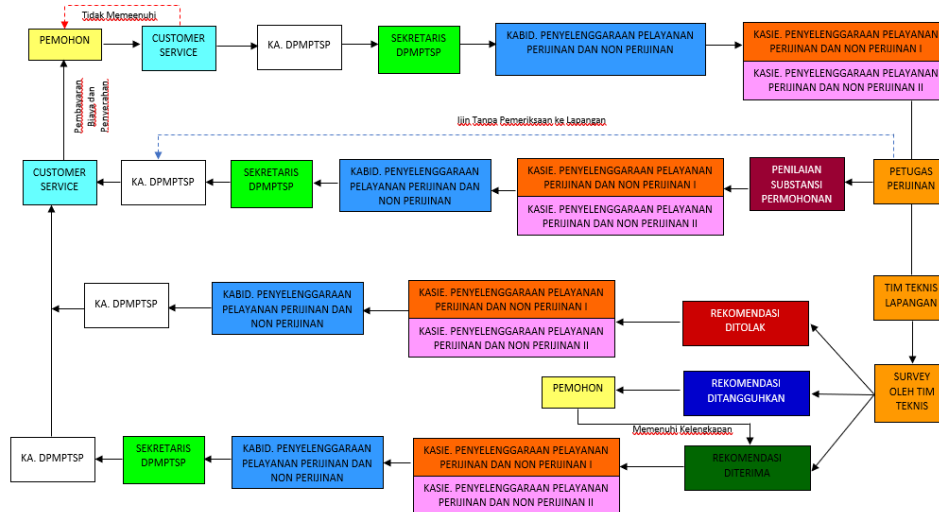 Tidak Memeenuhi
PEMOHON
CUSTOMER
SERVICE
KA. DPMPTSP
SEKRETARIS
DPMPTSP
KABID. PENYELENGGARAAN PELAYANAN
PERIJINAN DAN NON PERIJINAN
KASIE. PENYELENGGARAAN PELAYANAN
PERIJINAN DAN NON PERIJINAN I
KASIE. PENYELENGGARAAN PELAYANAN
PERIJINAN DAN NON PERIJINAN II
Pembayaran
Biaya dan
Penyerahan
Ijin Tanpa Pemeriksaan ke Lapangan
CUSTOMER
SERVICE
KA. DPMPTSP
SEKRETARIS
DPMPTSP
KABID. PENYELENGGARAAN
PELAYANAN PERIJINAN DAN
NON PERIJINAN
KASIE. PENYELENGGARAAN PELAYANAN
PERIJINAN DAN NON PERIJINAN I
KASIE. PENYELENGGARAAN PELAYANAN
PERIJINAN DAN NON PERIJINAN II
PENILAIAN
SUBSTANSI
PERMOHONAN
PETUGAS
PERIJINAN
KA. DPMPTSP
KABID. PENYELENGGARAAN
PELAYANAN PERIJINAN DAN
NON PERIJINAN
KASIE. PENYELENGGARAAN PELAYANAN
PERIJINAN DAN NON PERIJINAN I
KASIE. PENYELENGGARAAN PELAYANAN
PERIJINAN DAN NON PERIJINAN II
REKOMENDASI
DITOLAK
TIM TEKNIS
LAPANGAN
PEMOHON
REKOMENDASI
DITANGGUHKAN
SURVEY
OLEH TIM
TEKNIS
Memenuhi Kelengkapan
KA. DPMPTSP
SEKRETARIS
DPMPTSP
KABID. PENYELENGGARAAN
PELAYANAN PERIJINAN DAN
NON PERIJINAN
KASIE. PENYELENGGARAAN PELAYANAN
PERIJINAN DAN NON PERIJINAN I
KASIE. PENYELENGGARAAN PELAYANAN
PERIJINAN DAN NON PERIJINAN II
REKOMENDASI
DITERIMA